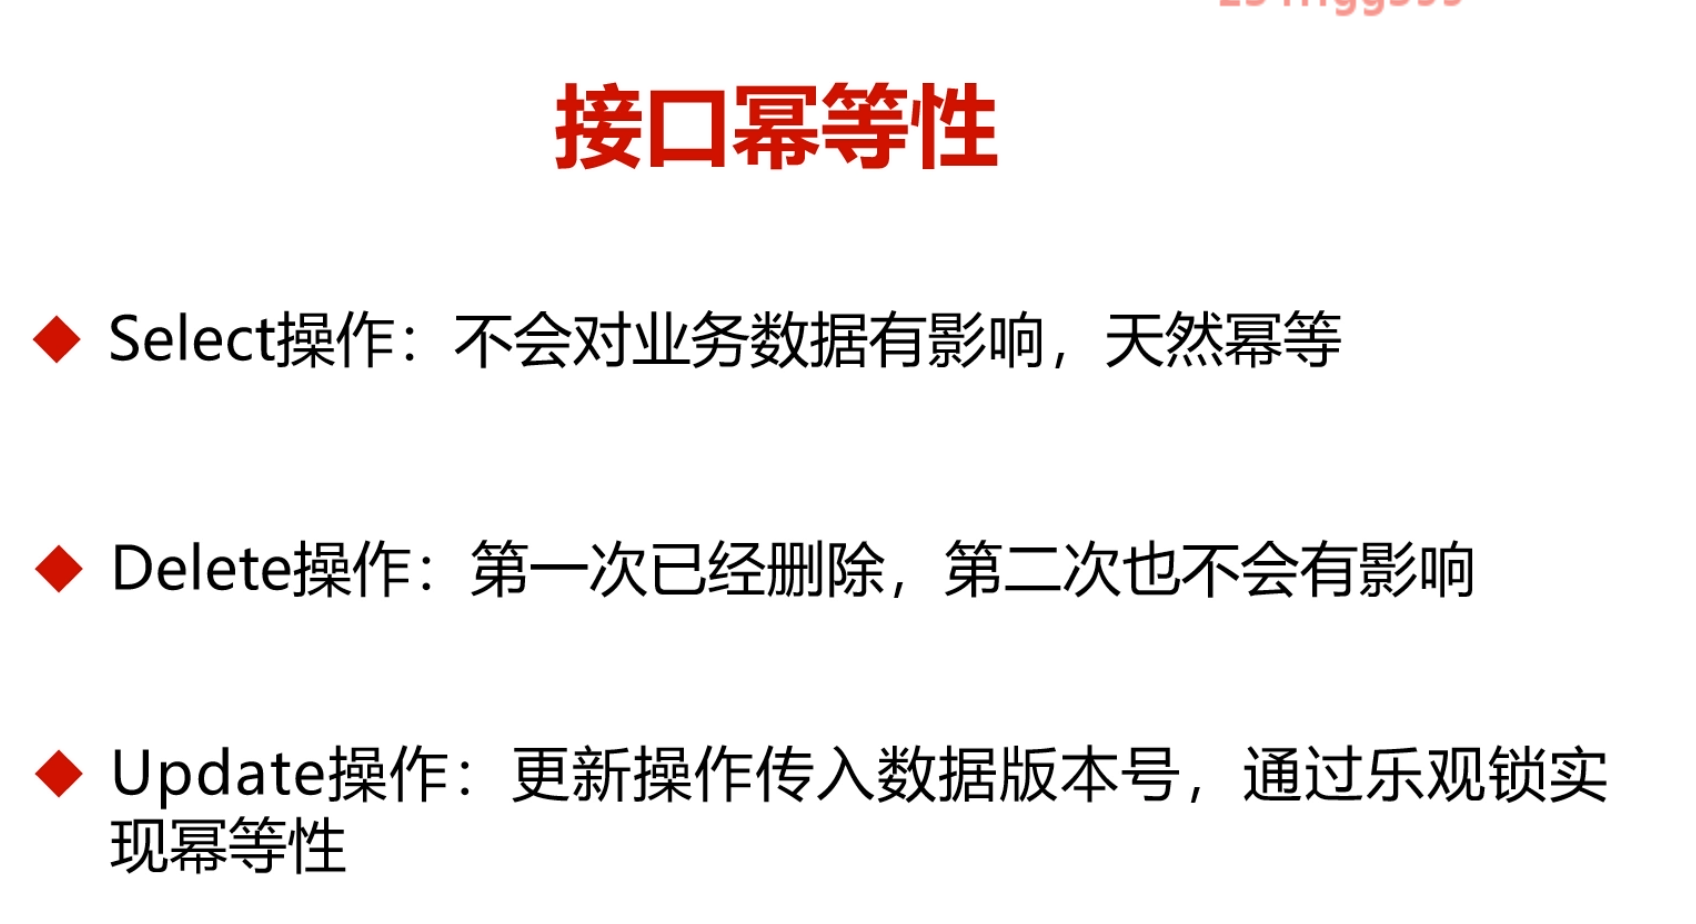 接口幂等性
Select操作：不会对业务数据有影响，天然幂等
Delete操作：第一次已经删除，第二次也不会有影响
Update操作：更新操作传入数据版本号，通过乐观锁实
现幂等性